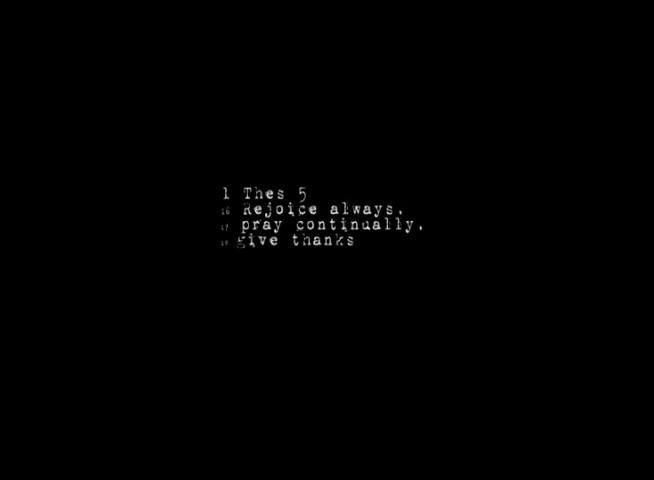 1 Thes 5
16 Rejoice always,
17 pray continually,
18 give thanks